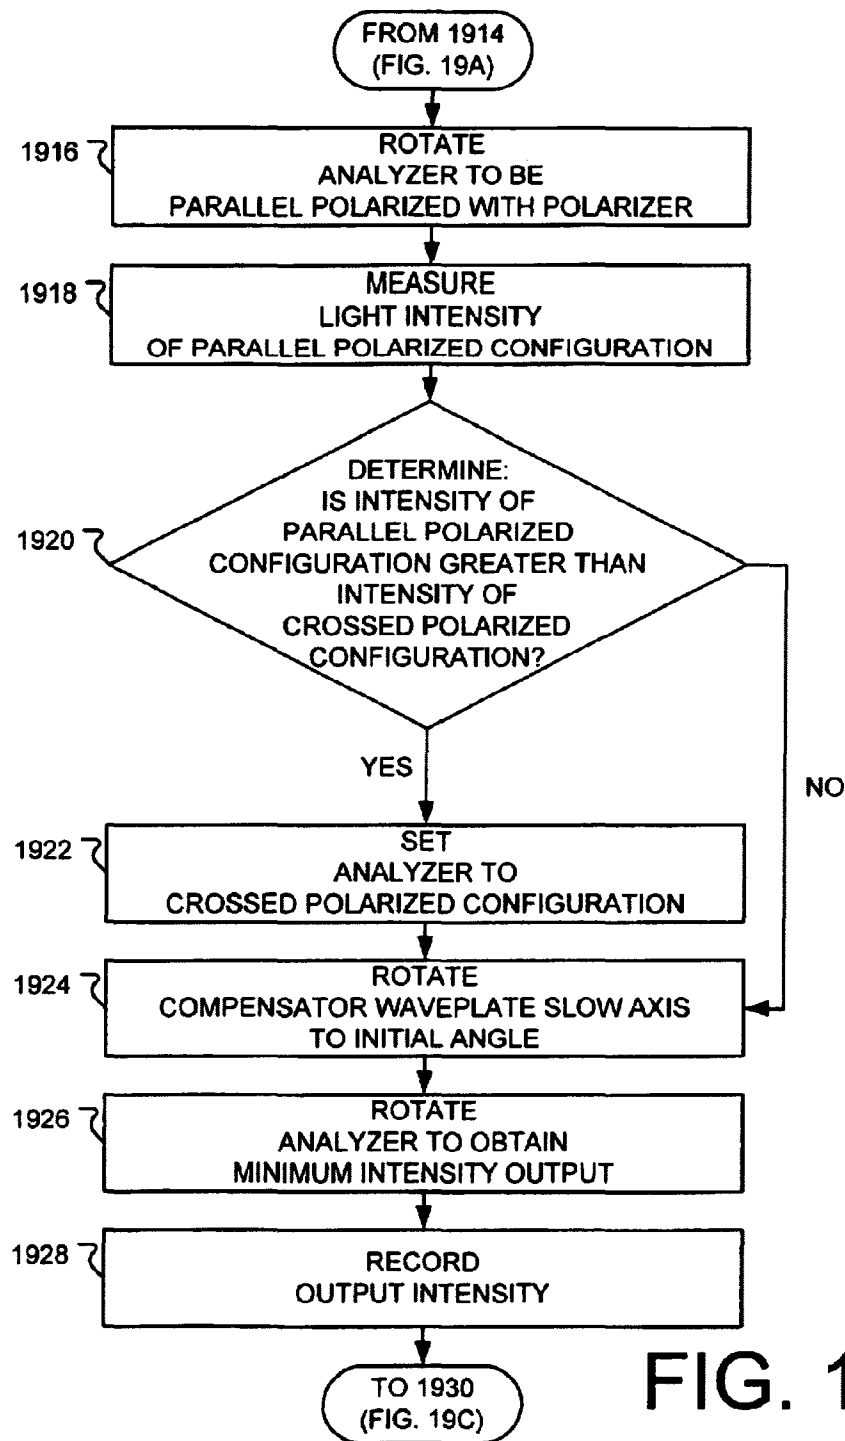 FROM 1914
(FIG. 19A)
1916
ROTATE
ANALYZER TO BE
PARALLEL POLARIZED WITH POLARIZER
1918
MEASURE
LIGHT INTENSITY
OF PARALLEL POLARIZED CONFIGURATION
1920
DETERMINE:
IS INTENSITY OF
PARALLEL POLARIZED
CONFIGURATION GREATER THAN
INTENSITY OF
CROSSED POLARIZED
CONFIGURATION?
YES
NO
1922
SET
ANALYZER TO
CROSSED POLARIZED CONFIGURATION
1924
ROTATE
COMPENSATOR WAVEPLATE SLOW AXIS
TO INITIAL ANGLE
1926
ROTATE
ANALYZER TO OBTAIN
MINIMUM INTENSITY OUTPUT
1928
RECORD
OUTPUT INTENSITY
TO 1930
(FIG. 19C)
FIG. 1